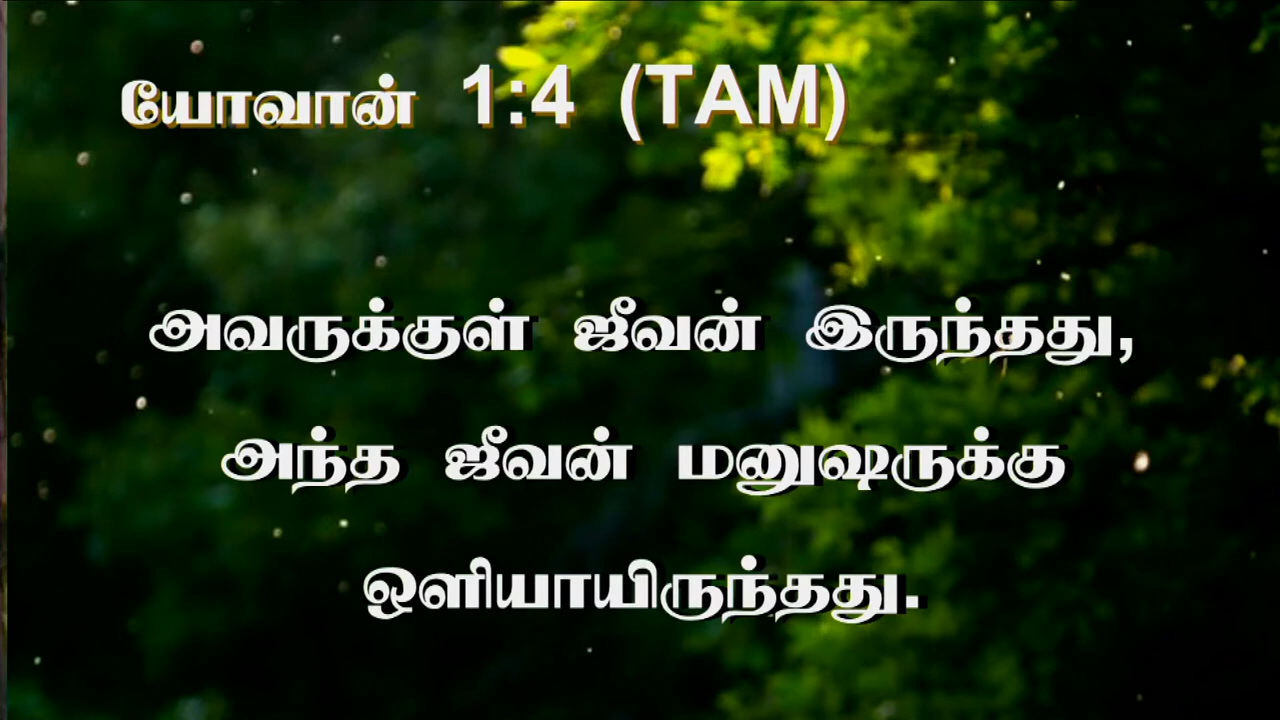 யோவான் 1:4 (TAM)
அவருக்குள் ஜீவன் இருந்தது,
அந்த ஜீவன் மனுஷருக்கு
ஒளியாயிருந்தது.